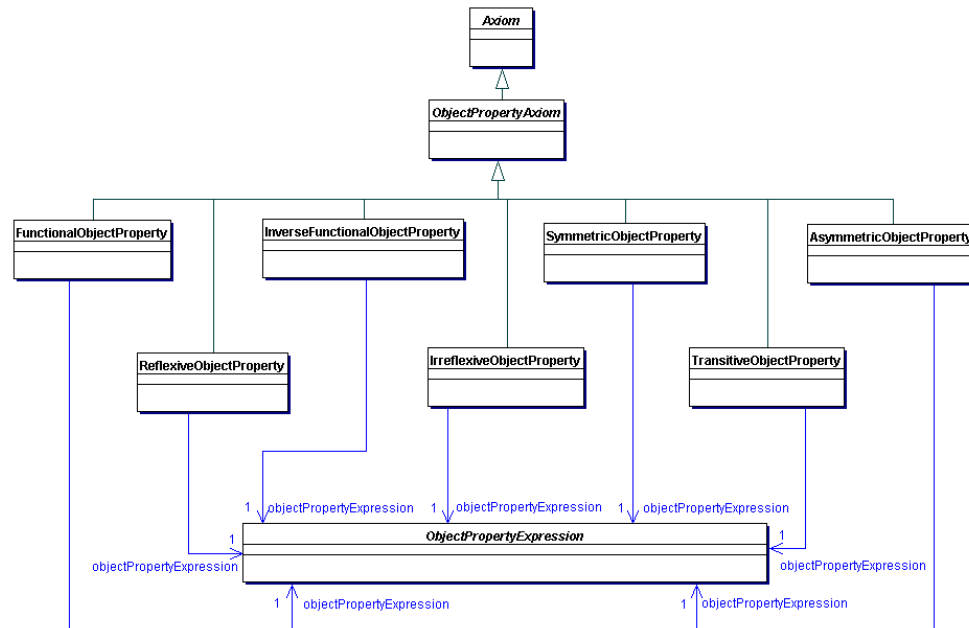 Axiom
ObjectPropertyAxiom
FunctionalObjectProperty
InverseFunctionalObjectProperty
SymmetricObjectProperty
AsymmetricObjectProperty
ReflexiveObjectProperty
IrreflexiveObjectProperty
TransitiveObjectProperty
1 objectPropertyExpression
1 objectPropertyExpression
1 objectPropertyExpression
ObjectPropertyExpression
1
objectPropertyExpression
1
objectPropertyExpression
1 objectPropertyExpression
1 objectPropertyExpression